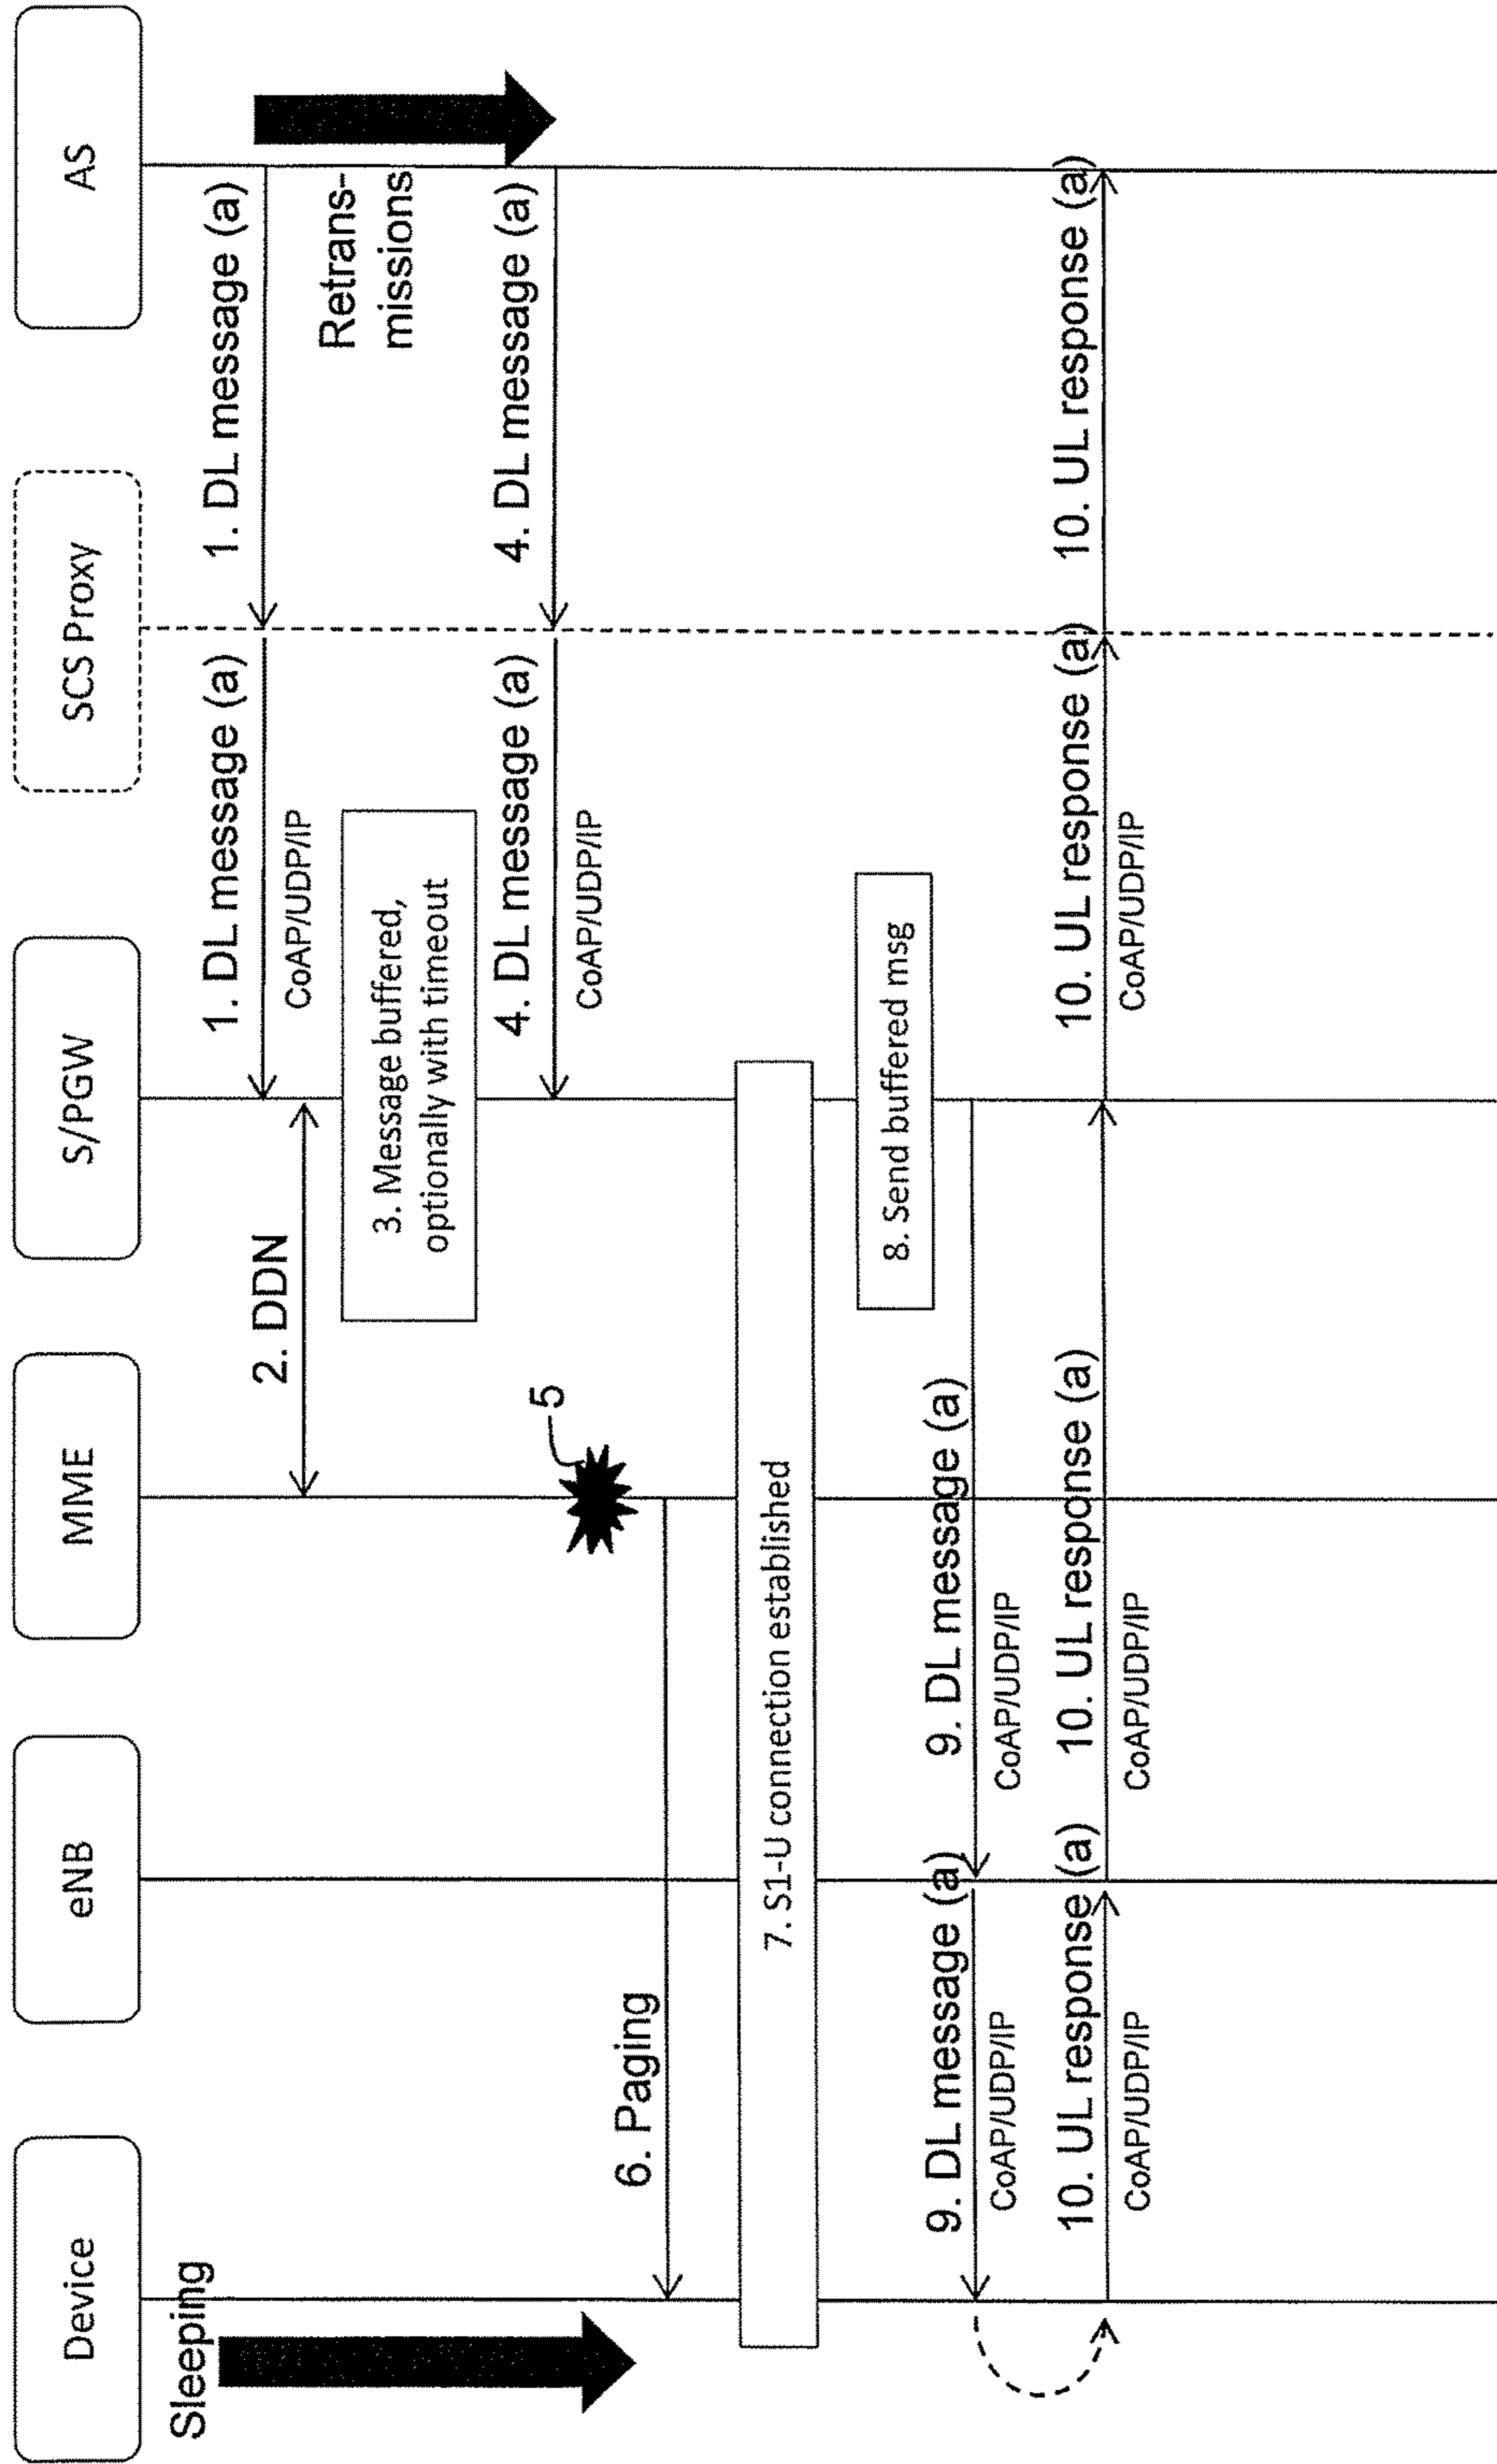 Device
eNB
MME
S/PGW
SCS Proxy
AS
Sleeping
1. DL message (a)
1. DL message (a)
CoAP/UDP/IP
2. DDN
Retrans-
missions
3. Message buffered,
optionally with timeout
4. DL message (a)
4. DL message (a)
CoAP/UDP/IP
5
6. Paging
7. S1-U connection established
8. Send buffered msg
9. DL message (a)
9. DL message (a)
CoAP/UDP/IP
CoAP/UDP/IP
10. UL response (a)
10. UL response (a)
10. UL response (a)
10. UL response (a)
CoAP/UDP/IP
CoAP/UDP/IP
CoAP/UDP/IP